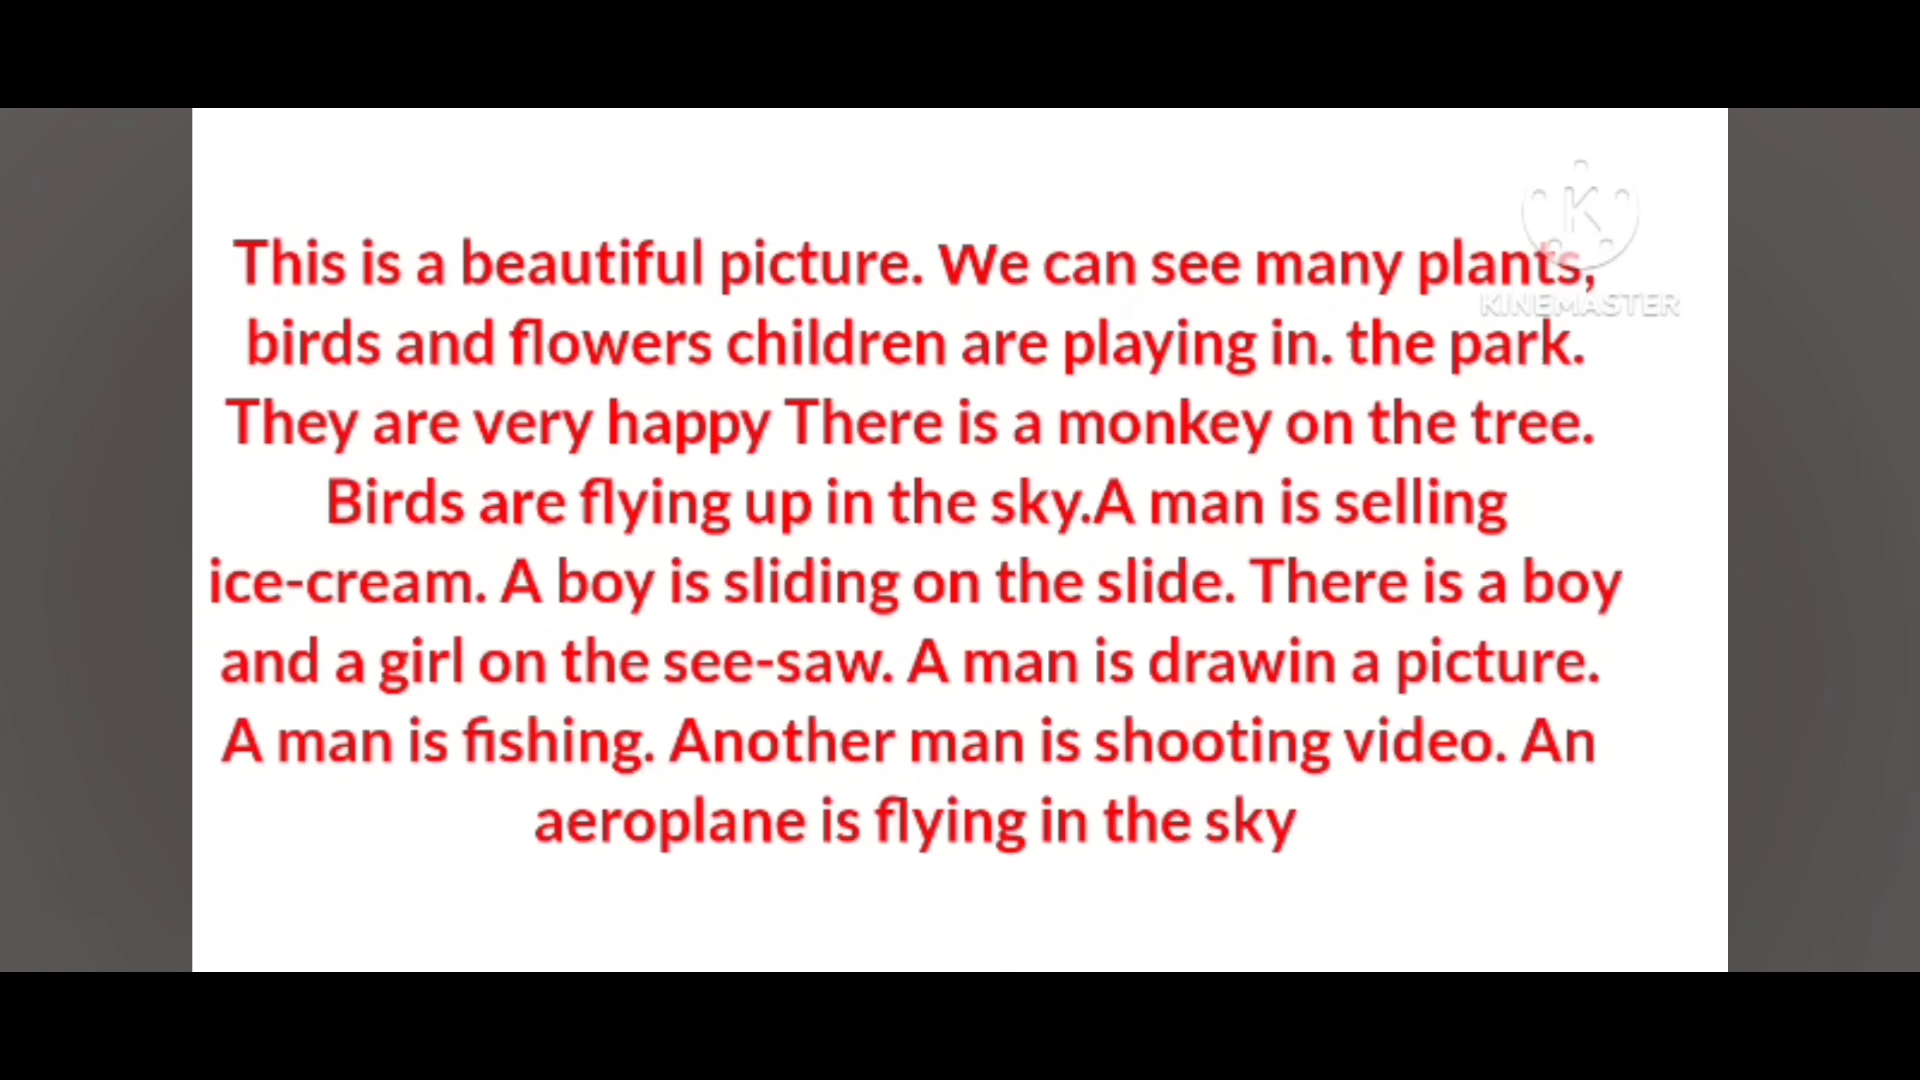 This is a beautiful picture. We can see many plants,
KINEMASTER
birds and flowers children are playing in. the park.
They are very happy There is a monkey on the tree.
Birds are flying up in the sky.A man is selling
ice-cream. A boy is sliding on the slide. There is a boy
and a girl on the see-saw. A man is drawin a picture.
A man is fishing. Another man is shooting video. An
aeroplane is flying in the sky